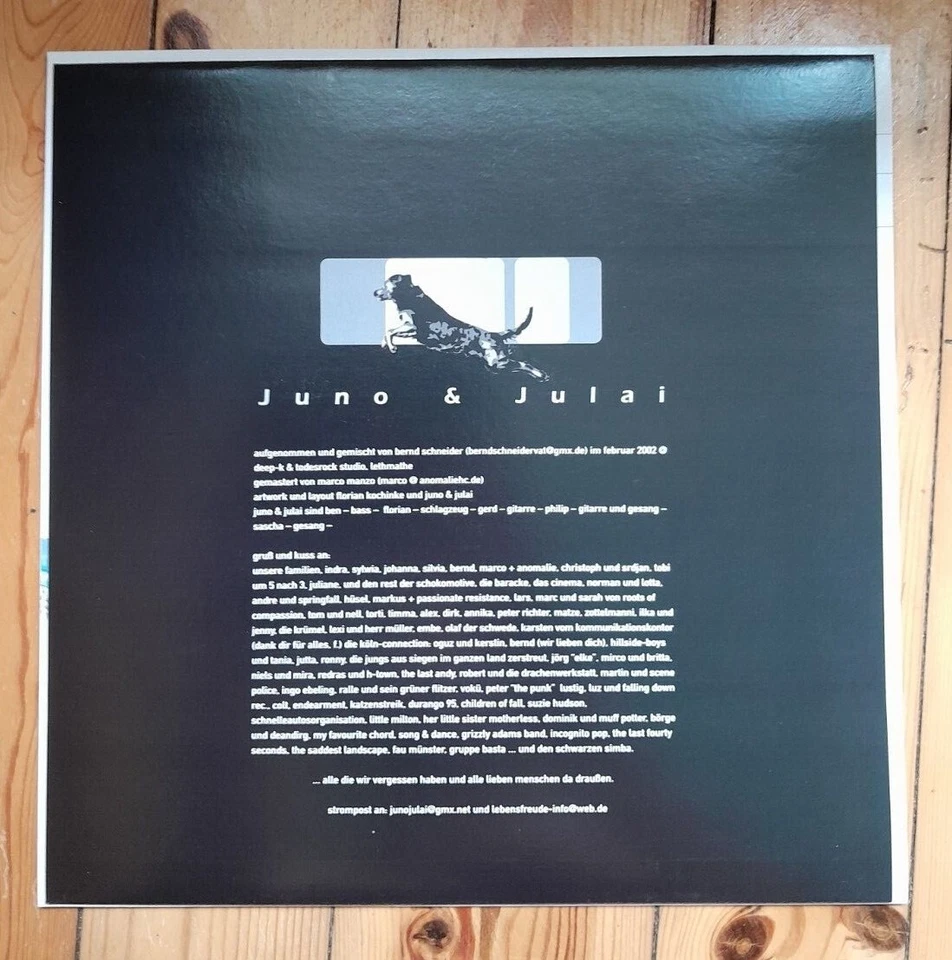 Juno & Julai
aufgenommen und gemischt von bernd schneider (berndschneidervat@gmx.de) im februar 2002 @
deep-k & todesrock studio, lethmathe
gemastert von marco manzo (marco @ anomaliehc.de)
artwork und layout florian kochinke und juno & julai
juno & julai sind ben – bass – florian – schlagzeug – gerd – gitarre – philip – gitarre und gesang –
sascha – gesang –
gruß und kuss an:
unsere familien, indra, sylwia, johanna, silvia, bernd, marco + anomalie, christoph und srdjan, tobi
um 5 nach 3, juliane, und den rest der schokomotive, die baracke, das cinema, norman und lotta,
andre und springfall, hüsel, markus + passionate resistance, lars, marc und sarah von roots of
compassion, tom und nell, torti, timma, alex, dirk, annika, peter richter, matze, zottelmanni, ilka und
jenny, die krümel, lexi und herr müller, embe, olaf der schwede, karsten vom kommunikationskontor
(dank dir für alles, f.) die köln-connection: oguz und kerstin, bernd (wir lieben dich), hillside-boys
und tania, jutta, ronny, die jungs aus siegen im ganzen land zerstreut, jörg "elke", mirco und britta,
niels und mira, redras und h-town, the last andy, robert und die drachenwerkstatt, martin und scene
police, ingo ebeling, ralle und sein grüner flitzer, vokü, peter "the punk" lustig, luz und falling down
rec., colt, endearment, katzenstreik, durango 95, children of fall, suzie hudson,
schnelleautosorganisation, little milton, her little sister motherless, dominik und muff potter, börge
und deandirg, my favourite chord, song & dance, grizzly adams band, incognito pop, the last fourty
seconds, the saddest landscape, fau münster, gruppe basta ... und den schwarzen simba.
... alle die wir vergessen haben und alle lieben menschen da draußen.
strompost an: junojulai@gmx.net und lebensfreude-info@web.de